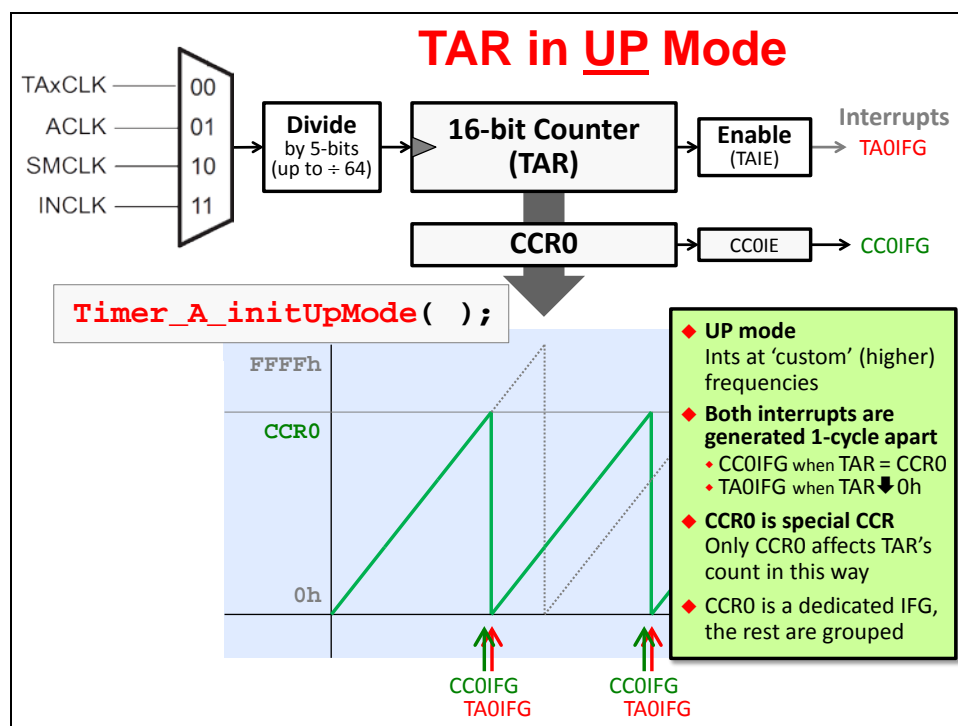 TAR in UP Mode
TAxCLK
ACLK
SMCLK
INCLK
00
01
10
11
Divide
by 5-bits
(up to ÷ 64)
16-bit Counter
(TAR)
Enable
(TAIE)
Interrupts
TA0IFG
CCR0
CC0IE
CC0IFG
Timer_A_initUpMode( );
FFFFh
CCR0
0h
CC0IFG
TA0IFG
CC0IFG
TA0IFG
UP mode
Ints at ‘custom’ (higher)
frequencies
Both interrupts are
generated 1-cycle apart
CC0IFG when TAR = CCR0
TA0IFG when TAR 0h
CCR0 is special CCR
Only CCR0 affects TAR’s
count in this way
CCR0 is a dedicated IFG,
the rest are grouped